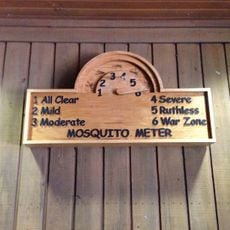 1 2 3 4 5 6
1 All Clear
2 Mild
3 Moderate
4 Severe
5 Ruthless
6 War Zone
MOSQUITO METER